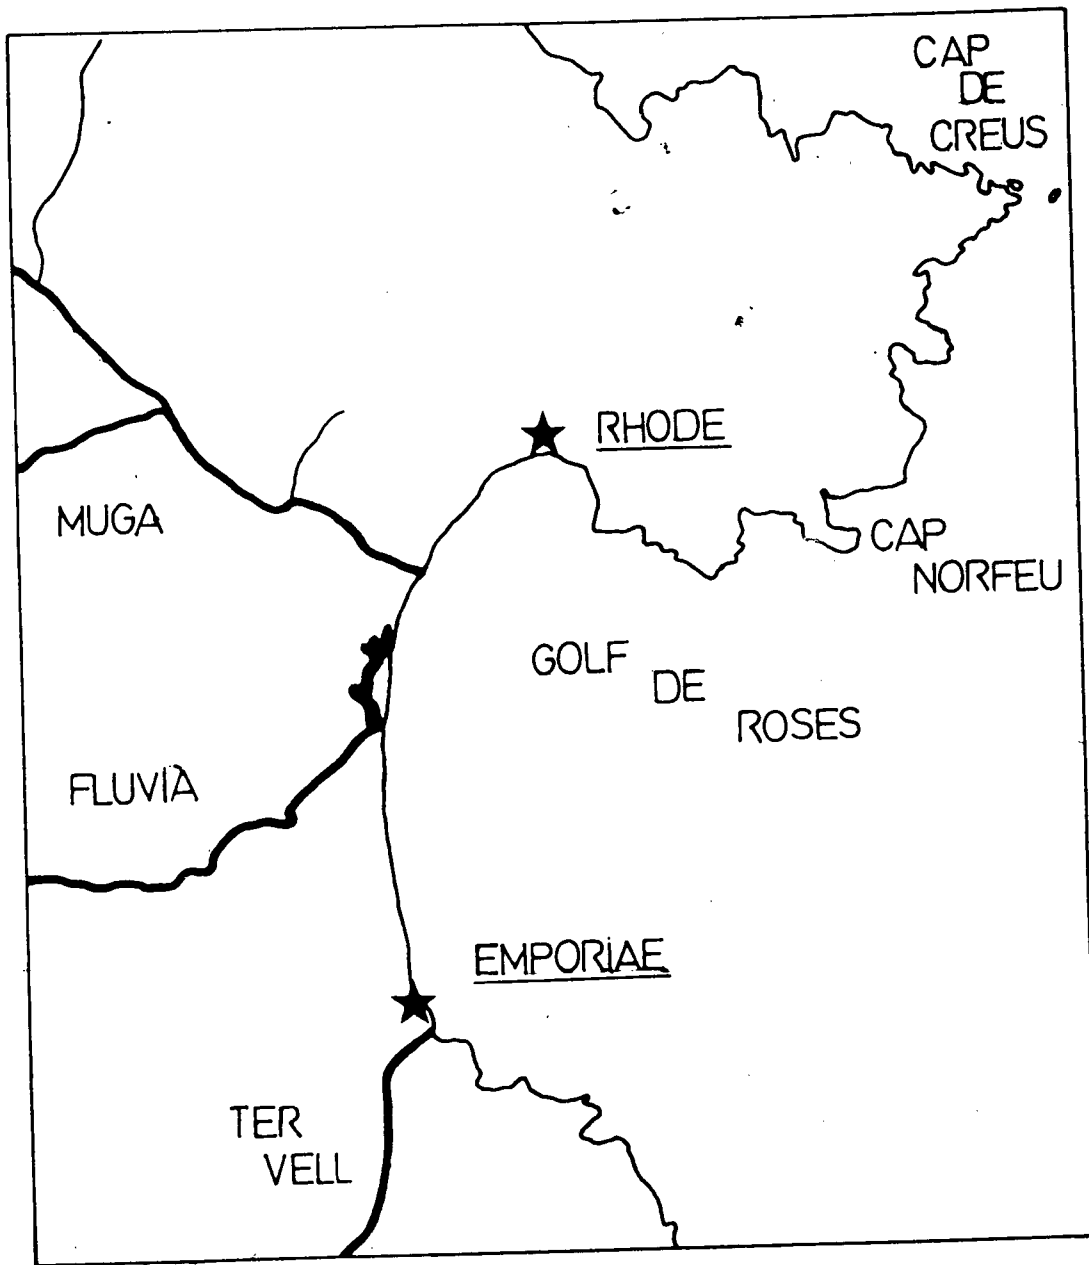 CAP
DE
CREUS
RHODE
MUGA
CAP
NORFEU
GOLF
DE
ROSES
FLUVIÀ
EMPORIAE
TER
VELL